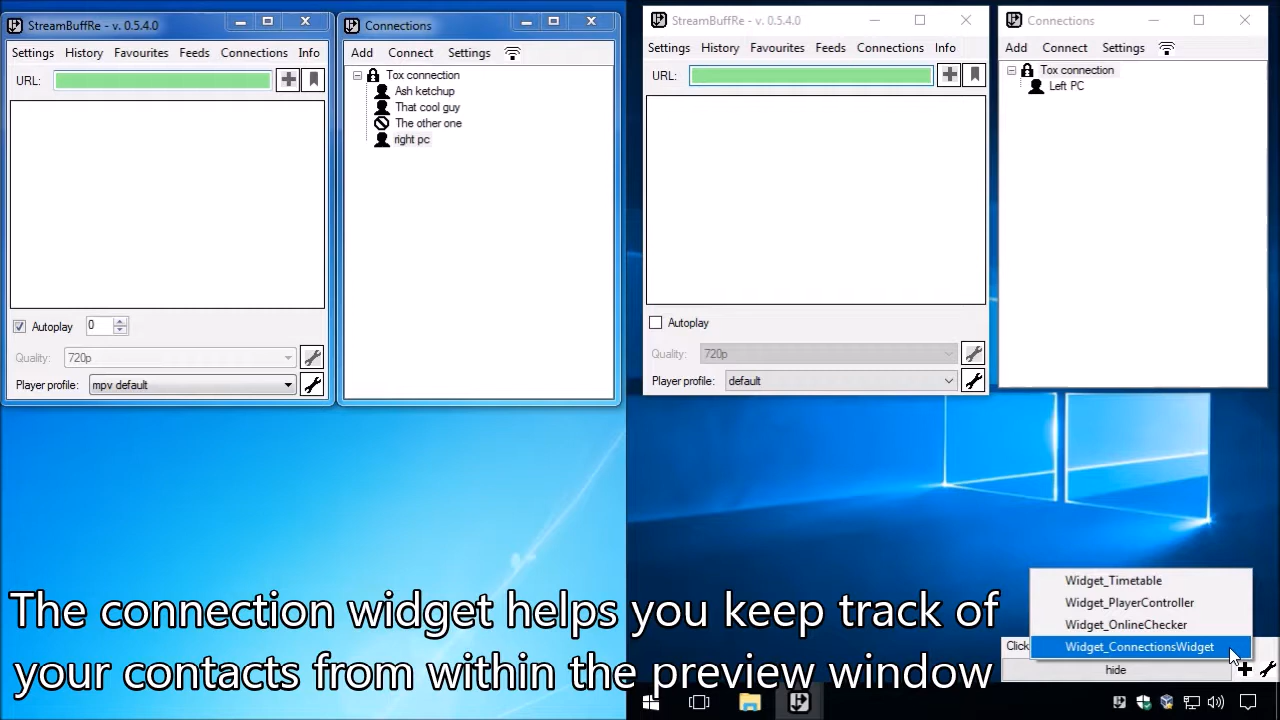 StreamBuffRe - v. 0.5.4.0
Settings History Favourites Feeds Connections Info
URL:
Autoplay 0
Quality: 720p
Player profile: mpv default
Connections
Add Connect Settings
Tox connection
Ash ketchup
That cool guy
The other one
right pc
StreamBuffRe - v. 0.5.4.0
Settings History Favourites Feeds Connections Info
URL:
Autoplay
Quality: 720p
Player profile: default
Connections
Add Connect Settings
Tox connection
Left PC
Widget_Timetable
Widget_PlayerController
Widget_OnlineChecker
Widget_ConnectionsWidget
Click
hide
The connection widget helps you keep track of
your contacts from within the preview window